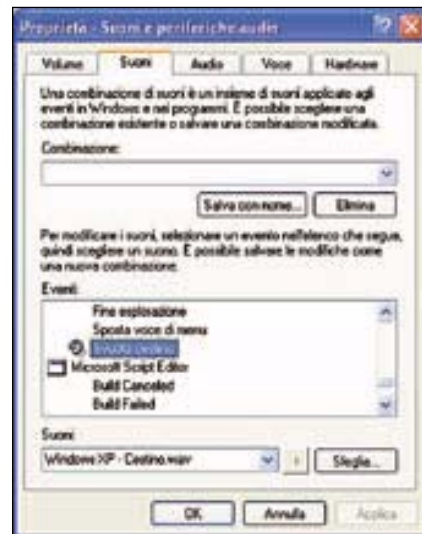 Proprietà - Suoni e periferiche audio
Volume Suoni Audio Voce Hardware
Una combinazione di suoni è un insieme di suoni applicato agli
eventi in Windows e nei programmi. È possibile scegliere una
combinazione esistente o salvare una combinazione modificata.
Combinazione:
Salva con nome... Elimina
Per modificare i suoni, selezionare un evento nell'elenco che segue,
quindi scegliere un suono. È possibile salvare le modifiche come
una nuova combinazione.
Eventi:
Fine esplorazione
Sposta voce di menu
Svuota cestino
Microsoft Script Editor
Build Canceled
Build Failed
Suoni:
Windows XP - Cestino.wav Sfoglia...
OK Annulla Applica